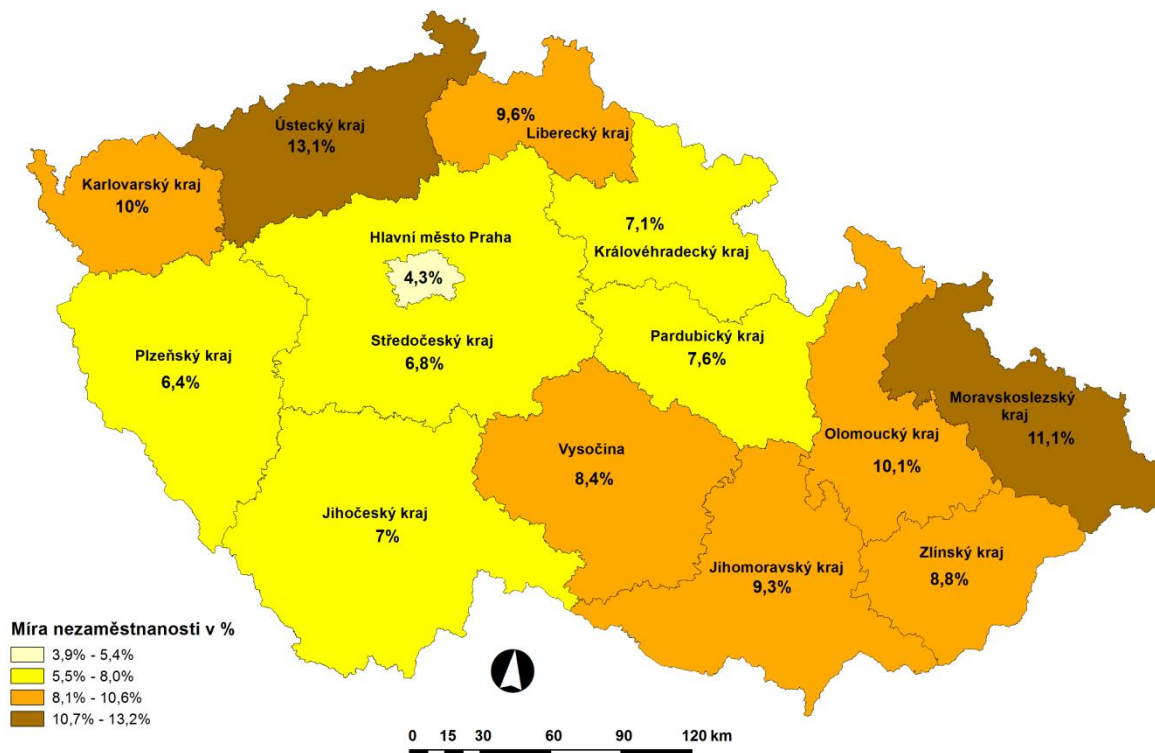 Ústecký kraj
13,1%
9,6%
Liberecký kraj
Karlovarský kraj
10%
7,1%
Královéhradecký kraj
Hlavní město Praha
4,3%
Plzeňský kraj
6,4%
Středočeský kraj
6,8%
Pardubický kraj
7,6%
Moravskoslezský
kraj
11,1%
Olomoucký kraj
10,1%
Vysočina
8,4%
Jihočeský kraj
7%
Jihomoravský kraj
9,3%
Zlínský kraj
8,8%
Míra nezaměstnanosti v %
3,9% - 5,4%
5,5% - 8,0%
8,1% - 10,6%
10,7% - 13,2%
0 15 30 60 90 120 km